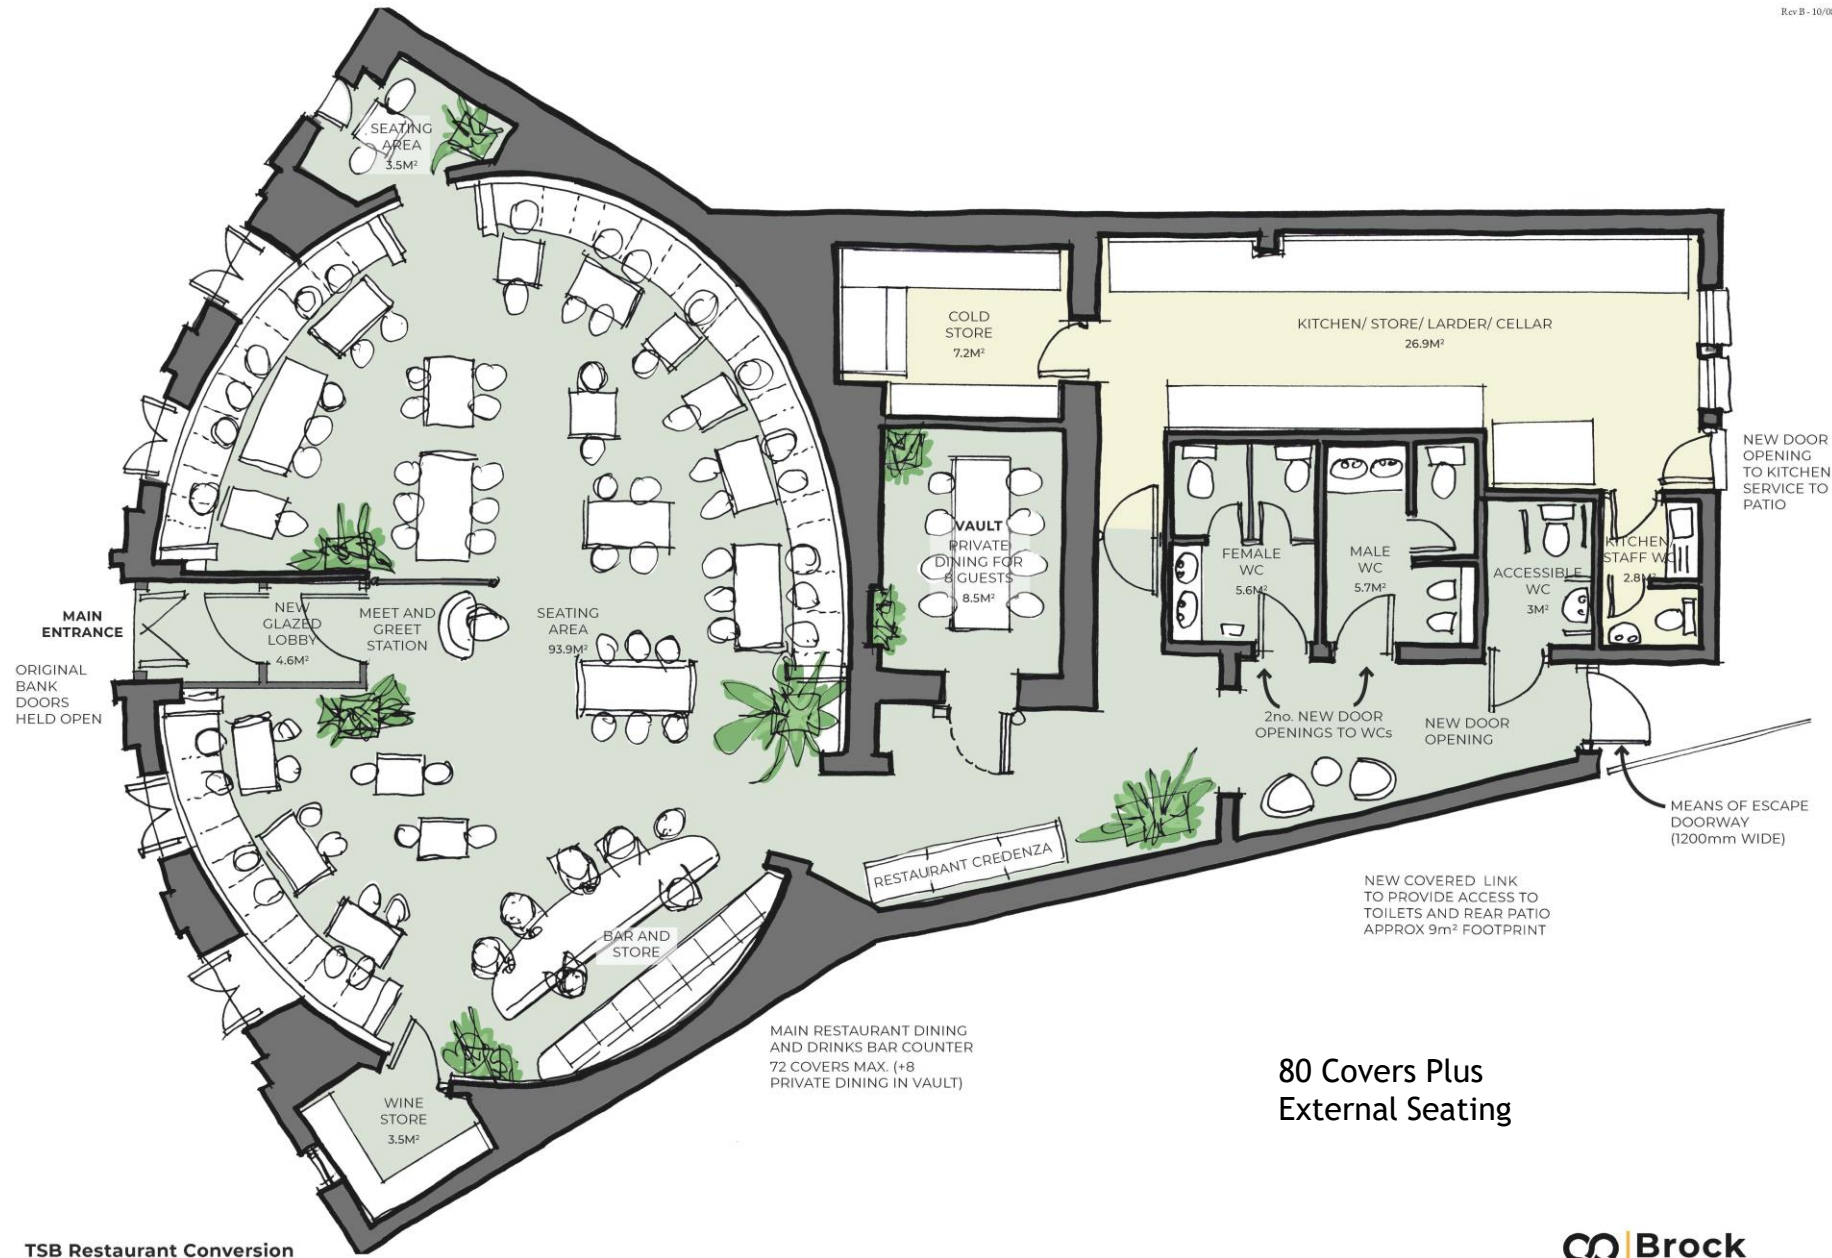 Rev B - 10/0
SEATING
AREA
3.5M²
COLD
STORE
7.2M²
KITCHEN/ STORE/ LARDER/ CELLAR
26.9M²
NEW DOOR
OPENING
TO KITCHEN
SERVICE TO
PATIO
VAULT
PRIVATE
DINING FOR
8 GUESTS
8.5M²
FEMALE
WC
5.6M²
MALE
WC
5.7M²
ACCESSIBLE
WC
3M²
KITCHEN/
STAFF WC
2.8M²
MAIN
ENTRANCE
ORIGINAL
BANK
DOORS
HELD OPEN
NEW
GLAZED
LOBBY
4.6M²
MEET AND
GREET
STATION
SEATING
AREA
93.9M²
2no. NEW DOOR
OPENINGS TO WCs
NEW DOOR
OPENING
MEANS OF ESCAPE
DOORWAY
(1200mm WIDE)
RESTAURANT CREDENZA
NEW COVERED LINK
TO PROVIDE ACCESS TO
TOILETS AND REAR PATIO
APPROX 9m² FOOTPRINT
BAR AND
STORE
MAIN RESTAURANT DINING
AND DRINKS BAR COUNTER
72 COVERS MAX. (+8
PRIVATE DINING IN VAULT)
80 Covers Plus
External Seating
WINE
STORE
3.5M²
TSB Restaurant Conversion
Brock